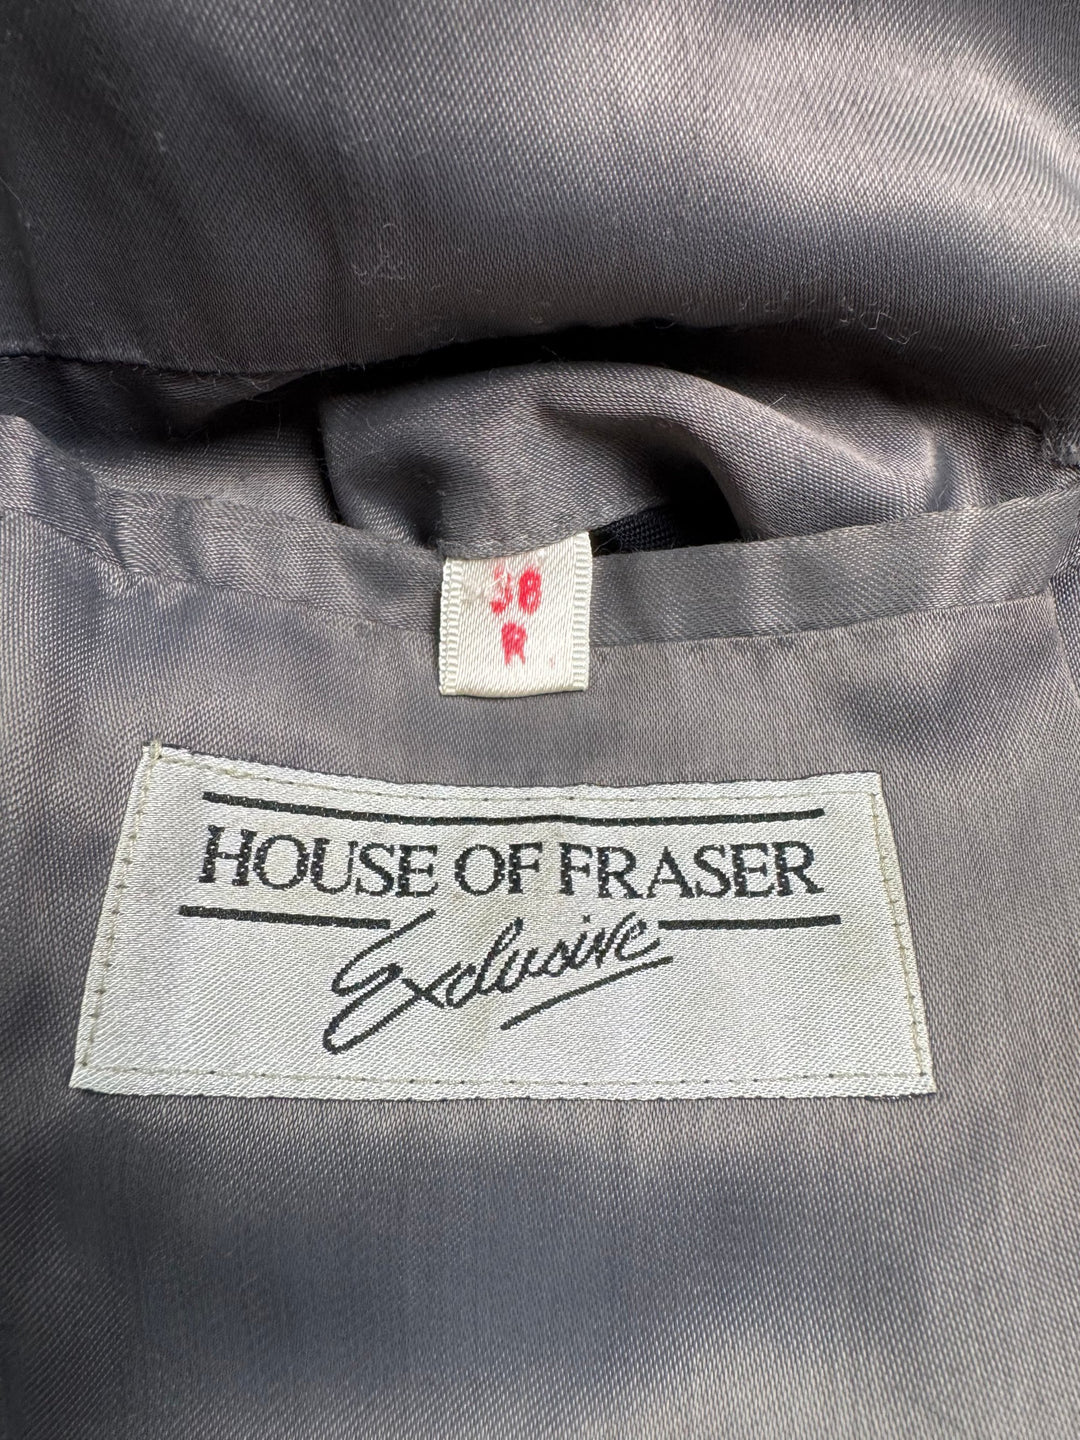 38
R
HOUSE OF FRASER
Exclusive